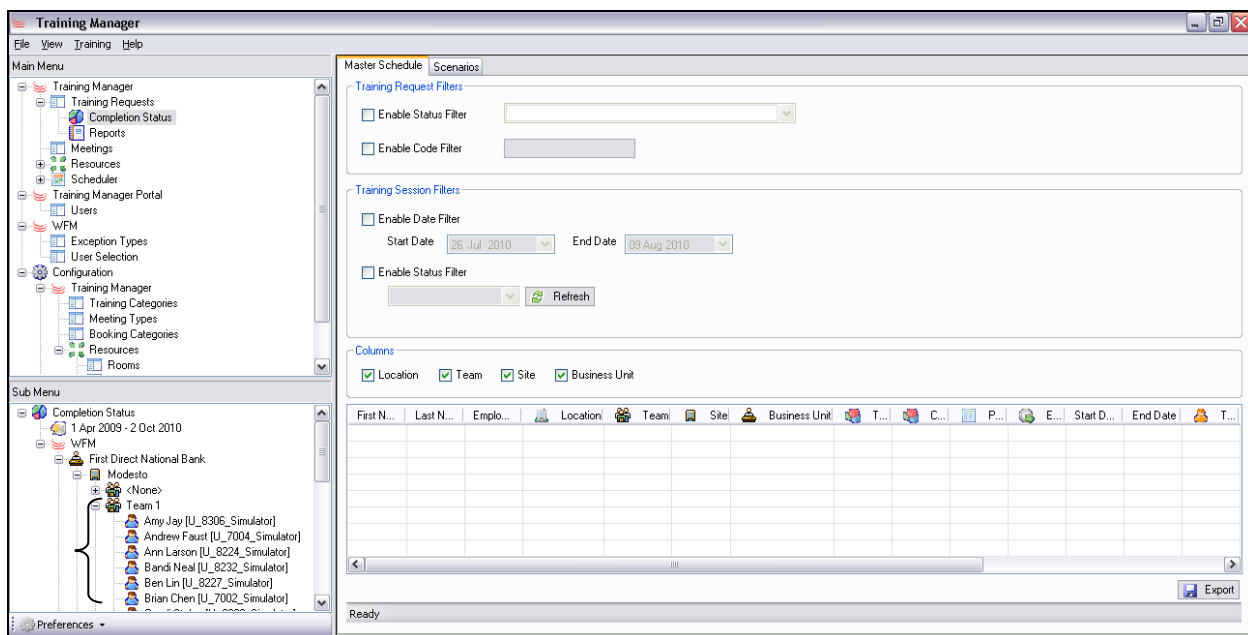 Training Manager
File View Training Help
Main Menu
Training Manager
Training Requests
Completion Status
Reports
Meetings
Resources
Scheduler
Training Manager Portal
Users
WFM
Exception Types
User Selection
Configuration
Training Manager
Training Categories
Meeting Types
Booking Categories
Resources
Rooms
Sub Menu
Completion Status
1 Apr 2009 - 2 Oct 2010
WFM
First Direct National Bank
Modesto
<None>
Team 1
Amy Jay [U_8306_Simulator]
Andrew Faust [U_7004_Simulator]
Ann Larson [U_8224_Simulator]
Bandi Neal [U_8232_Simulator]
Ben Lin [U_8227_Simulator]
Brian Chen [U_7002_Simulator]
Preferences
Master Schedule Scenarios
Training Request Filters
Enable Status Filter
Enable Code Filter
Training Session Filters
Enable Date Filter
Start Date 26 Jul 2010 End Date 09 Aug 2010
Enable Status Filter
Refresh
Columns
Location Team Site Business Unit
First N... Last N... Emplo... Location Team Site Business Unit T... C... P... E... Start D... End Date T...
Export
Ready